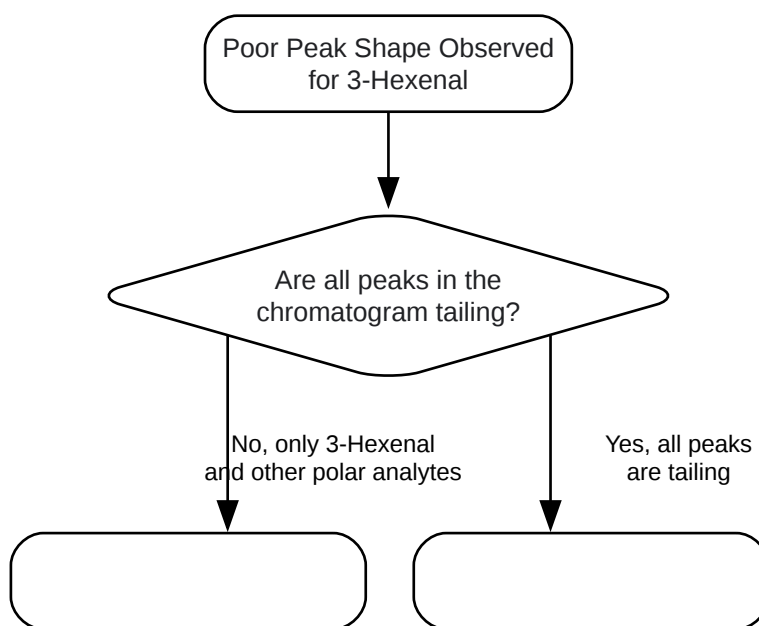 Poor Peak Shape Observed
for 3-Hexenal
Are all peaks in the
chromatogram tailing?
No, only 3-Hexenal
and other polar analytes
Yes, all peaks
are tailing